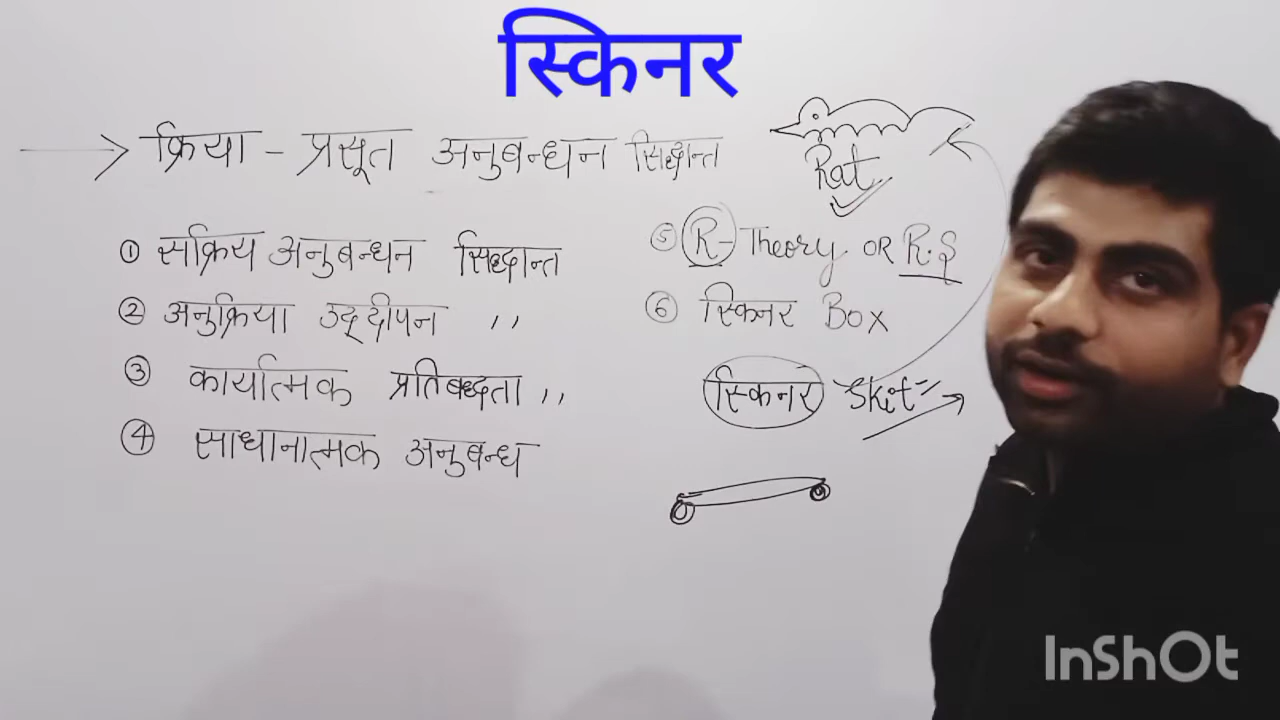 स्किनर
→ क्रिया - प्रसूत अनुबन्धन सिद्धान्त
Rat
① सक्रिय अनुबन्धन सिद्धान्त
② अनुक्रिया उद्दीपन ,,
③ कार्यात्मक प्रतिबद्धता ,,
④ साधानात्मक अनुबन्ध
⑤ R- Theory OR R.S
⑥ स्किनर Box
स्किनर Skit
InShOt